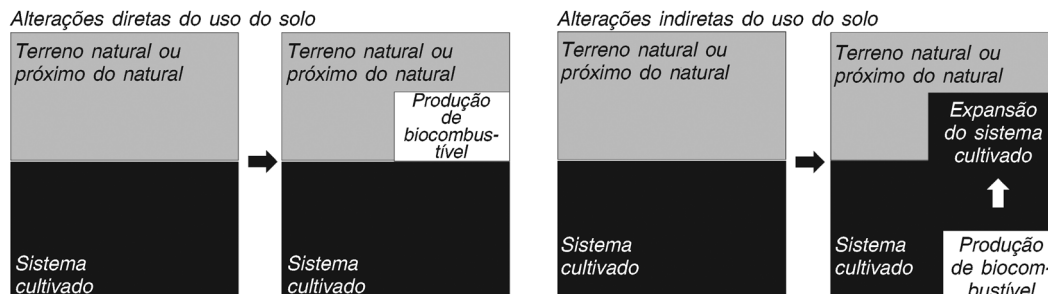 Alterações diretas do uso do solo
Terreno natural ou
próximo do natural
Sistema
cultivado
Terreno natural ou
próximo do natural
Produção
de
biocombus-
tível
Sistema
cultivado
Alterações indiretas do uso do solo
Terreno natural ou
próximo do natural
Sistema
cultivado
Terreno natural ou
próximo do natural
Expansão
do sistema
cultivado
Sistema
cultivado
Produção
de biocom-
bustível